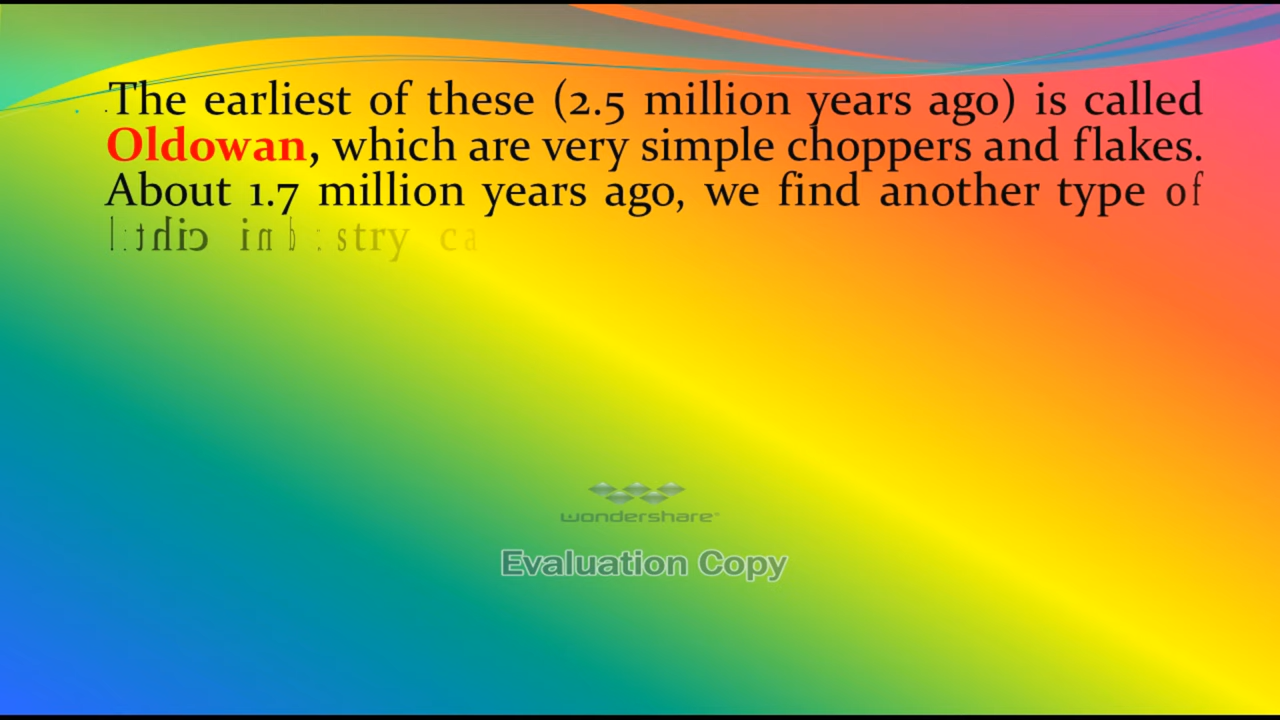 The earliest of these (2.5 million years ago) is called
Oldowan, which are very simple choppers and flakes.
About 1.7 million years ago, we find another type of
wondershare
Evaluation Copy